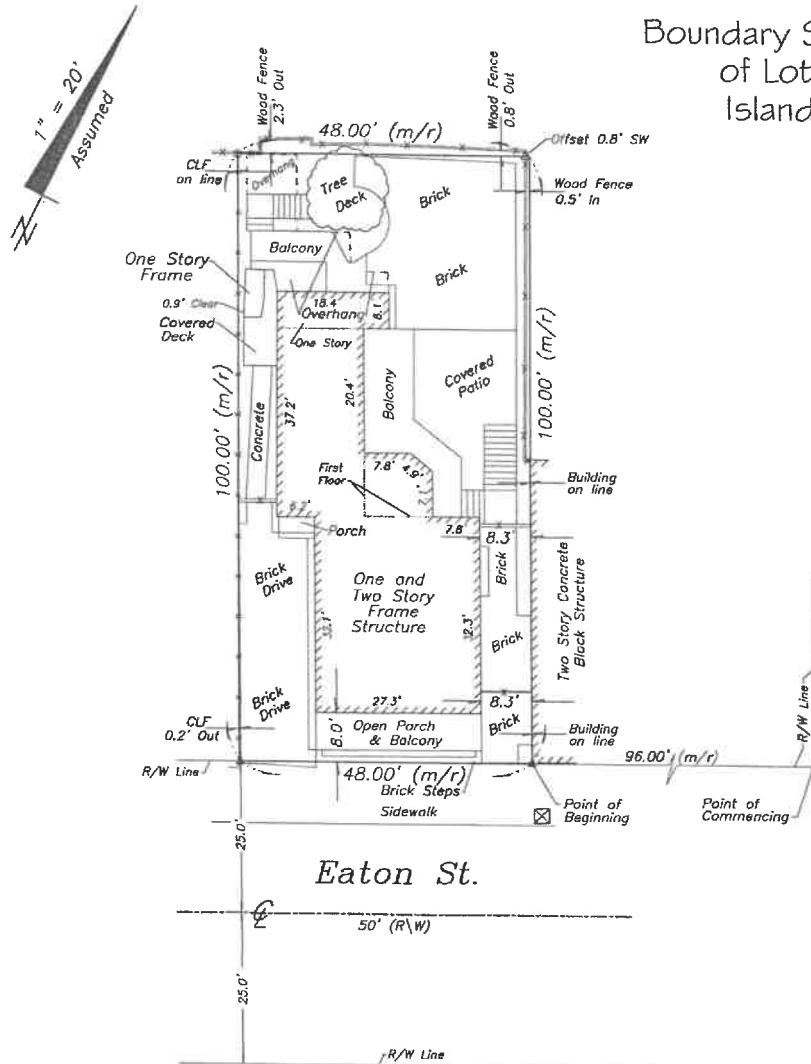 Boundary S
of Lot
Island
1" = 20'
Assumed
N
Wood Fence
2.3' Out
48.00' (m/r)
Wood Fence
0.8' Out
Offset 0.8' SW
CLF
on line
Overhang
Tree
Deck
Brick
Wood Fence
0.5' In
Balcony
Brick
One Story
Frame
0.9' Clear
Covered
Deck
18.4
Overhang
8.1
One Story
100.00' (m/r)
Concrete
37.2'
20.4'
Balcony
Covered
Patio
100.00' (m/r)
First
Floor
7.8'
4.9'
Building
on line
Porch
7.8'
8.3'
Brick
Brick
Drive
One and
Two Story
Frame
Structure
12.3'
Brick
Two Story Concrete
Block Structure
Brick
Drive
27.3'
8.3'
Brick
CLF
0.2' Out
8.0'
Open Porch
& Balcony
Building
on line
R/W Line
R/W Line
48.00' (m/r)
96.00' (m/r)
Brick Steps
Sidewalk
Point of
Beginning
Point of
Commencing
25.0'
Eaton St.
50' (R\W)
25.0'
R/W Line